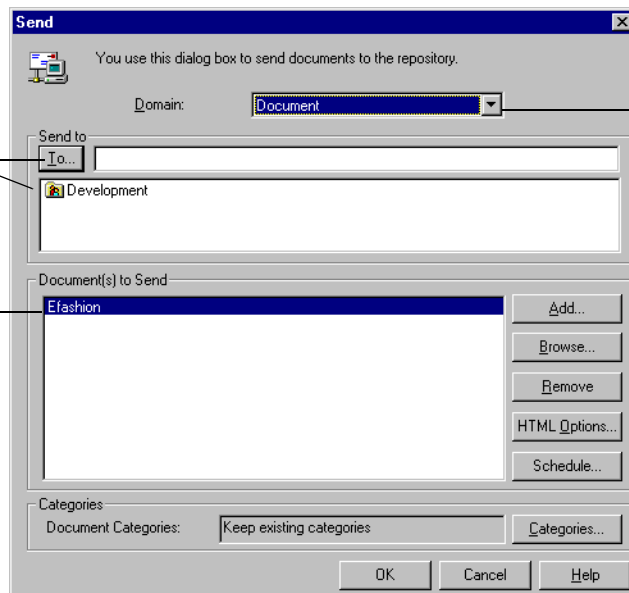 Send
You use this dialog box to send documents to the repository.
Domain: Document
Send to
To...
Development
Document(s) to Send
Efashion
Add...
Browse...
Remove
HTML Options...
Schedule...
Categories
Document Categories: Keep existing categories Categories...
OK Cancel Help